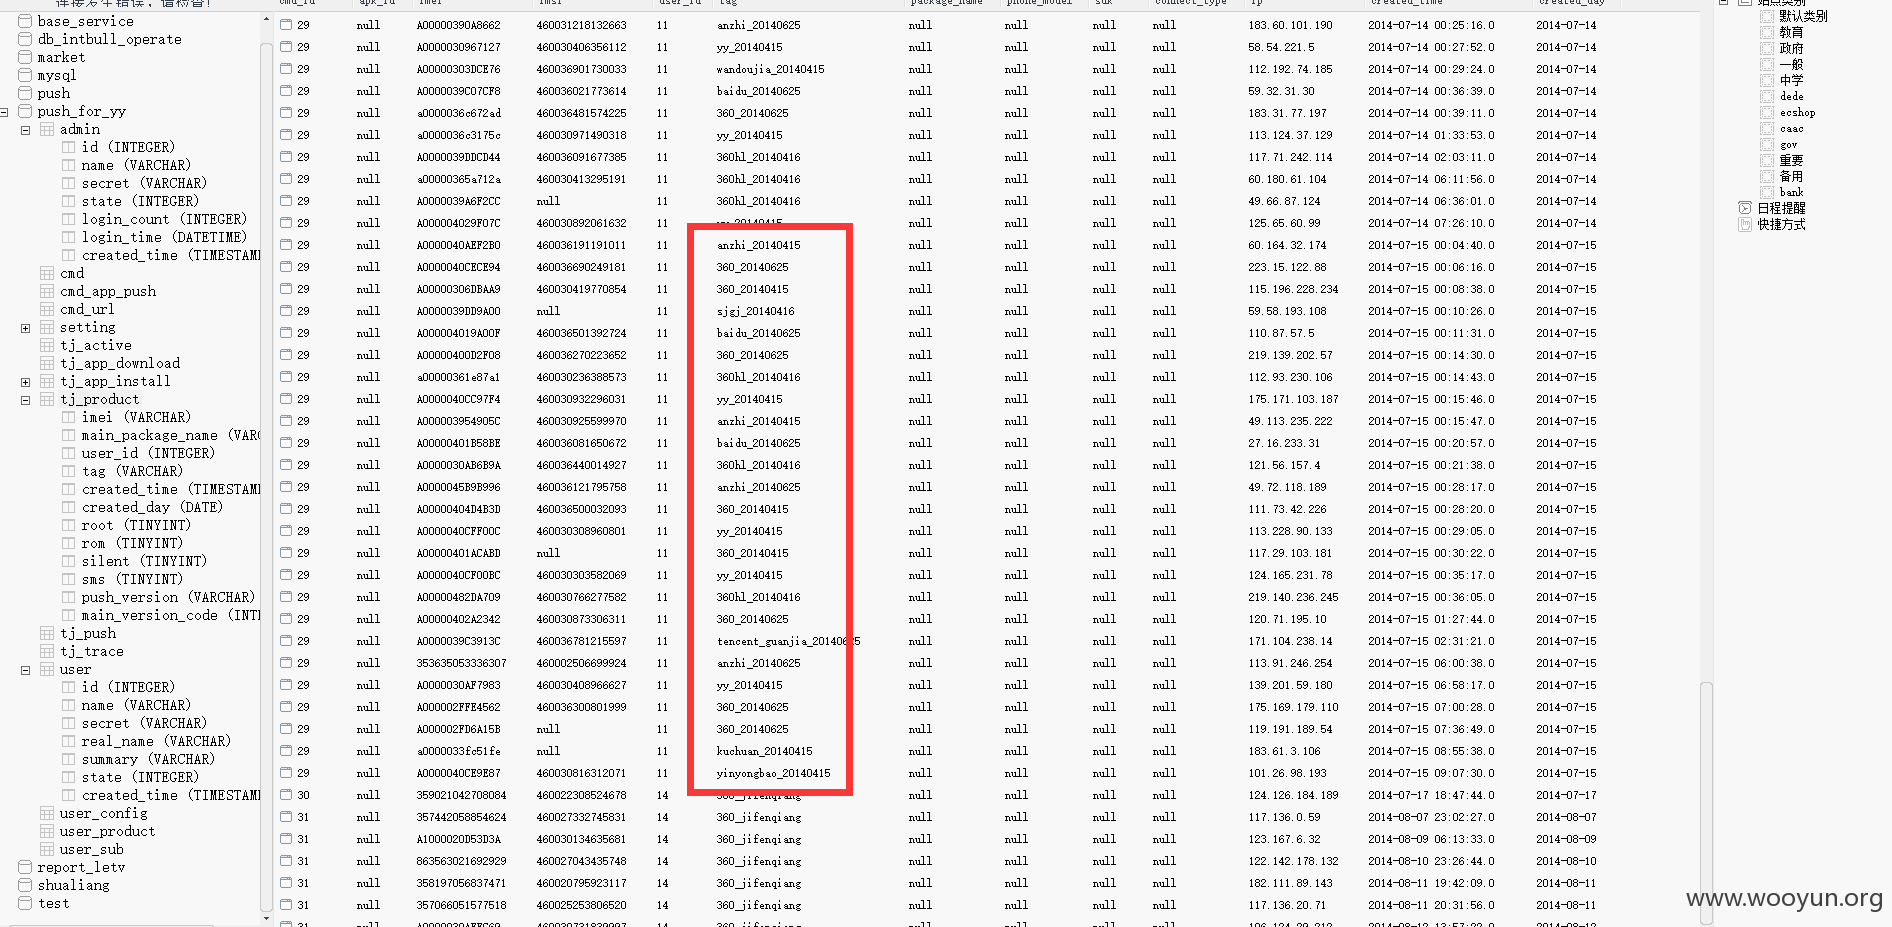 base_service
db_intbull_operate
market
mysql
push
push_for_yy
admin
id (INTEGER)
name (VARCHAR)
secret (VARCHAR)
state (INTEGER)
login_count (INTEGER)
login_time (DATETIME)
created_time (TIMESTAMP
cmd
cmd_app_push
cmd_url
setting
tj_active
tj_app_download
tj_app_install
tj_product
imei (VARCHAR)
main_package_name (VARC
user_id (INTEGER)
tag (VARCHAR)
created_time (TIMESTAMP
created_day (DATE)
root (TINYINT)
rom (TINYINT)
silent (TINYINT)
sms (TINYINT)
push_version (VARCHAR)
main_version_code (INTE
tj_push
tj_trace
user
id (INTEGER)
name (VARCHAR)
secret (VARCHAR)
real_name (VARCHAR)
summary (VARCHAR)
state (INTEGER)
created_time (TIMESTAMP
user_config
user_product
user_sub
report_letv
shualiang
test
cmd_id apk_id imei imsi user_id tag package_name phone_model sdk connect_type ip created_time created_day
29 null A0000390A8662 460031218132663 11 anzhi_20140625 null null null null 183.60.101.190 2014-07-14 00:25:16.0 2014-07-14
29 null A0000030967127 460030406356112 11 yy_20140415 null null null null 58.54.221.5 2014-07-14 00:27:52.0 2014-07-14
29 null A00000303DCE76 460036901730033 11 wandoujia_20140415 null null null null 112.192.74.185 2014-07-14 00:29:24.0 2014-07-14
29 null A0000039C07CF8 460036021773614 11 baidu_20140625 null null null null 59.32.31.30 2014-07-14 00:36:39.0 2014-07-14
29 null a0000036c672ad 460036481574225 11 360_20140625 null null null null 183.31.77.197 2014-07-14 00:39:11.0 2014-07-14
29 null a0000036c3175c 460030971490318 11 yy_20140415 null null null null 113.124.37.129 2014-07-14 01:33:53.0 2014-07-14
29 null A0000039DDCD44 460036091677385 11 360hl_20140416 null null null null 117.71.242.114 2014-07-14 02:03:11.0 2014-07-14
29 null a00000365a712a 460030413295191 11 360hl_20140416 null null null null 60.180.61.104 2014-07-14 06:11:56.0 2014-07-14
29 null A0000039A6F2CC null 11 360hl_20140416 null null null null 49.66.87.124 2014-07-14 06:36:01.0 2014-07-14
29 null A000004029F07C 460030892061632 11 yy_20140415 null null null null 125.65.60.99 2014-07-14 07:26:10.0 2014-07-14
29 null A0000040AEF2B0 460036191191011 11 anzhi_20140415 null null null null 60.164.32.174 2014-07-15 00:04:40.0 2014-07-15
29 null A0000040CECE94 460036690249181 11 360_20140625 null null null null 223.15.122.88 2014-07-15 00:06:16.0 2014-07-15
29 null A00000306DBAA9 460030419770854 11 360_20140415 null null null null 115.196.228.234 2014-07-15 00:08:38.0 2014-07-15
29 null A0000039DD9A00 null 11 sjgj_20140416 null null null null 59.58.193.108 2014-07-15 00:10:26.0 2014-07-15
29 null A000004019A00F 460036501392724 11 baidu_20140625 null null null null 110.87.57.5 2014-07-15 00:11:31.0 2014-07-15
29 null A00000400D2F08 460036270223652 11 360_20140625 null null null null 219.139.202.57 2014-07-15 00:14:30.0 2014-07-15
29 null a00000361e87a1 460030236388573 11 360hl_20140416 null null null null 112.93.230.106 2014-07-15 00:14:43.0 2014-07-15
29 null A0000040CC97F4 460030932296031 11 yy_20140415 null null null null 175.171.103.187 2014-07-15 00:15:46.0 2014-07-15
29 null A000003954905C 460030925599970 11 anzhi_20140415 null null null null 49.113.235.222 2014-07-15 00:15:47.0 2014-07-15
29 null A00000401B58BE 460036081650672 11 baidu_20140625 null null null null 27.16.233.31 2014-07-15 00:20:57.0 2014-07-15
29 null A0000030AB6B9A 460036440014927 11 360hl_20140416 null null null null 121.56.157.4 2014-07-15 00:21:38.0 2014-07-15
29 null A0000045B9B996 460036121795758 11 anzhi_20140625 null null null null 49.72.118.189 2014-07-15 00:28:17.0 2014-07-15
29 null A00000404D4B3D 460036500032093 11 360_20140415 null null null null 111.73.42.226 2014-07-15 00:28:20.0 2014-07-15
29 null A0000040CFF00C 460030308960801 11 yy_20140415 null null null null 113.228.90.133 2014-07-15 00:29:05.0 2014-07-15
29 null A00000401ACABD null 11 360_20140415 null null null null 117.29.103.181 2014-07-15 00:30:22.0 2014-07-15
29 null A0000040CF00BC 460030303582069 11 yy_20140415 null null null null 124.165.231.78 2014-07-15 00:35:17.0 2014-07-15
29 null A00000482DA709 460030766277582 11 360hl_20140416 null null null null 219.140.236.245 2014-07-15 00:36:05.0 2014-07-15
29 null A00000402A2342 460030873306311 11 360_20140625 null null null null 120.71.195.10 2014-07-15 01:27:44.0 2014-07-15
29 null A0000039C3913C 460036781215597 11 tencent_guanjia_20140625 null null null null 171.104.238.14 2014-07-15 02:31:21.0 2014-07-15
29 null 353635053336307 460002506699924 11 anzhi_20140625 null null null null 113.91.246.254 2014-07-15 06:00:38.0 2014-07-15
29 null A0000030AF7983 460030408966627 11 yy_20140415 null null null null 139.201.59.180 2014-07-15 06:58:17.0 2014-07-15
29 null A000002FFE4562 460036300801999 11 360_20140625 null null null null 175.169.179.110 2014-07-15 07:00:28.0 2014-07-15
29 null A000002FD6A15B null 11 360_20140625 null null null null 119.191.189.54 2014-07-15 07:36:49.0 2014-07-15
29 null a0000033fc51fe null 11 kuchuan_20140415 null null null null 183.61.3.106 2014-07-15 08:55:38.0 2014-07-15
29 null A0000040CE9E87 460030816312071 11 yinyongbao_20140415 null null null null 101.26.98.193 2014-07-15 09:07:30.0 2014-07-15
30 null 359021042708084 460022308524678 14 360_jifenqiang null null null null 124.126.184.189 2014-07-17 18:47:44.0 2014-07-17
31 null 357442058854624 460027332745831 14 360_jifenqiang null null null null 117.136.0.59 2014-08-07 23:02:27.0 2014-08-07
31 null A1000020D53D3A 460030134635681 14 360_jifenqiang null null null null 123.167.6.32 2014-08-09 06:13:33.0 2014-08-09
31 null 863563021692929 460027043435748 14 360_jifenqiang null null null null 122.142.178.132 2014-08-10 23:26:44.0 2014-08-10
31 null 358197056837471 460020795923117 14 360_jifenqiang null null null null 182.111.89.143 2014-08-11 19:42:09.0 2014-08-11
31 null 357066051577518 460025253806520 14 360_jifenqiang null null null null 117.136.20.71 2014-08-11 20:31:56.0 2014-08-11
站点类别
默认类别
教育
政府
一般
中学
dede
ecshop
caac
gov
重要
备用
bank
日程提醒
快捷方式
www.wooyun.org